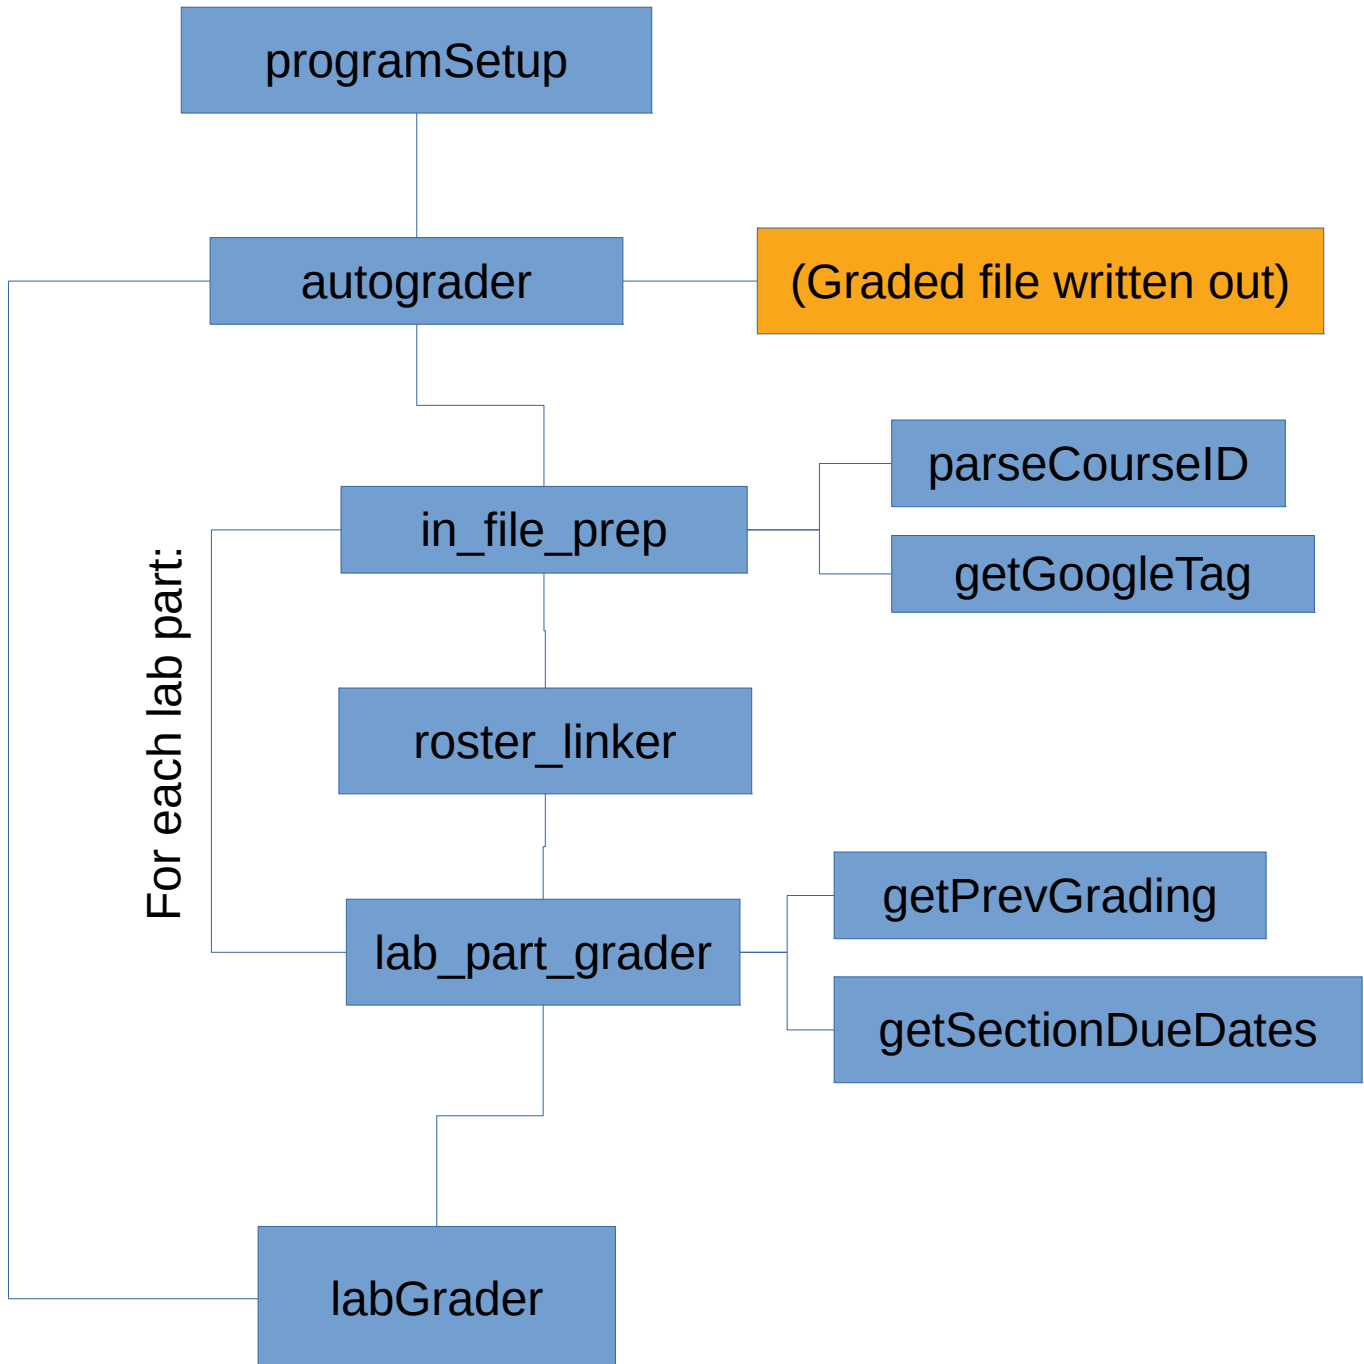 programSetup
autograder
(Graded file written out)
parseCourseID
in_file_prep
getGoogleTag
For each lab part:
roster_linker
getPrevGrading
lab_part_grader
getSectionDueDates
labGrader